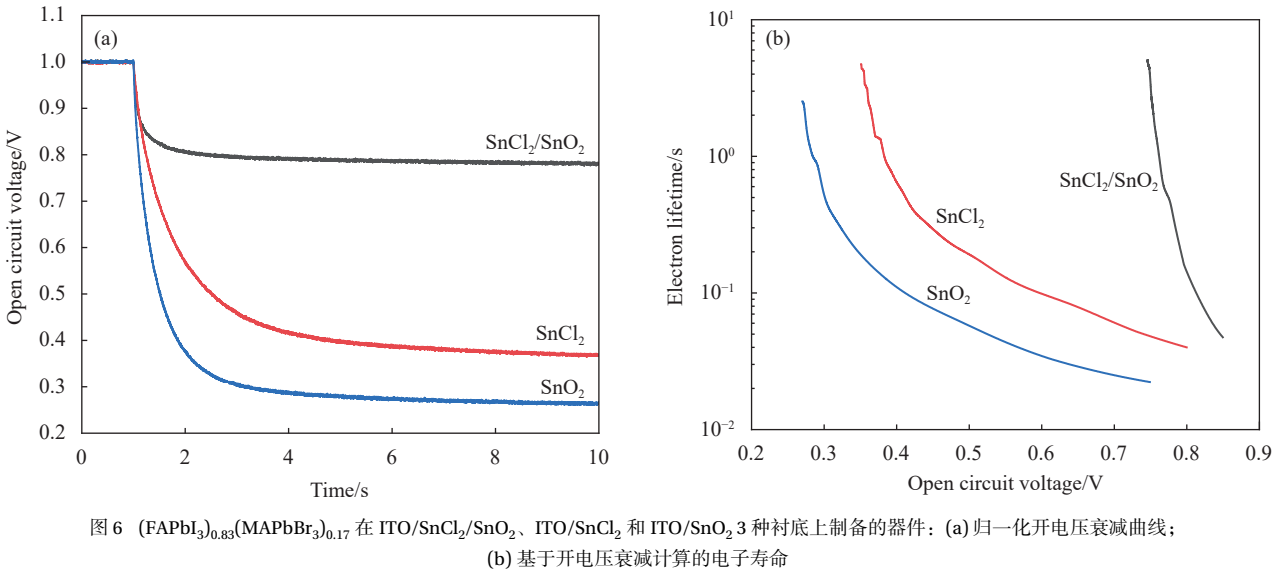 (a)
1.1
1.0
0.9
0.8
0.7
0.6
0.5
0.4
0.3
0.2
Open circuit voltage/V
SnCl₂/SnO₂
SnCl₂
SnO₂
0 2 4 6 8 10
Time/s
(b)
10¹
10⁰
10⁻¹
10⁻²
Electron lifetime/s
SnCl₂/SnO₂
SnCl₂
SnO₂
0.2 0.3 0.4 0.5 0.6 0.7 0.8 0.9
Open circuit voltage/V
图 6 (FAPbI₃)₀.₈₃(MAPbBr₃)₀.₁₇ 在 ITO/SnCl₂/SnO₂、ITO/SnCl₂ 和 ITO/SnO₂ 3 种衬底上制备的器件：(a) 归一化开电压衰减曲线；
(b) 基于开电压衰减计算的电子寿命